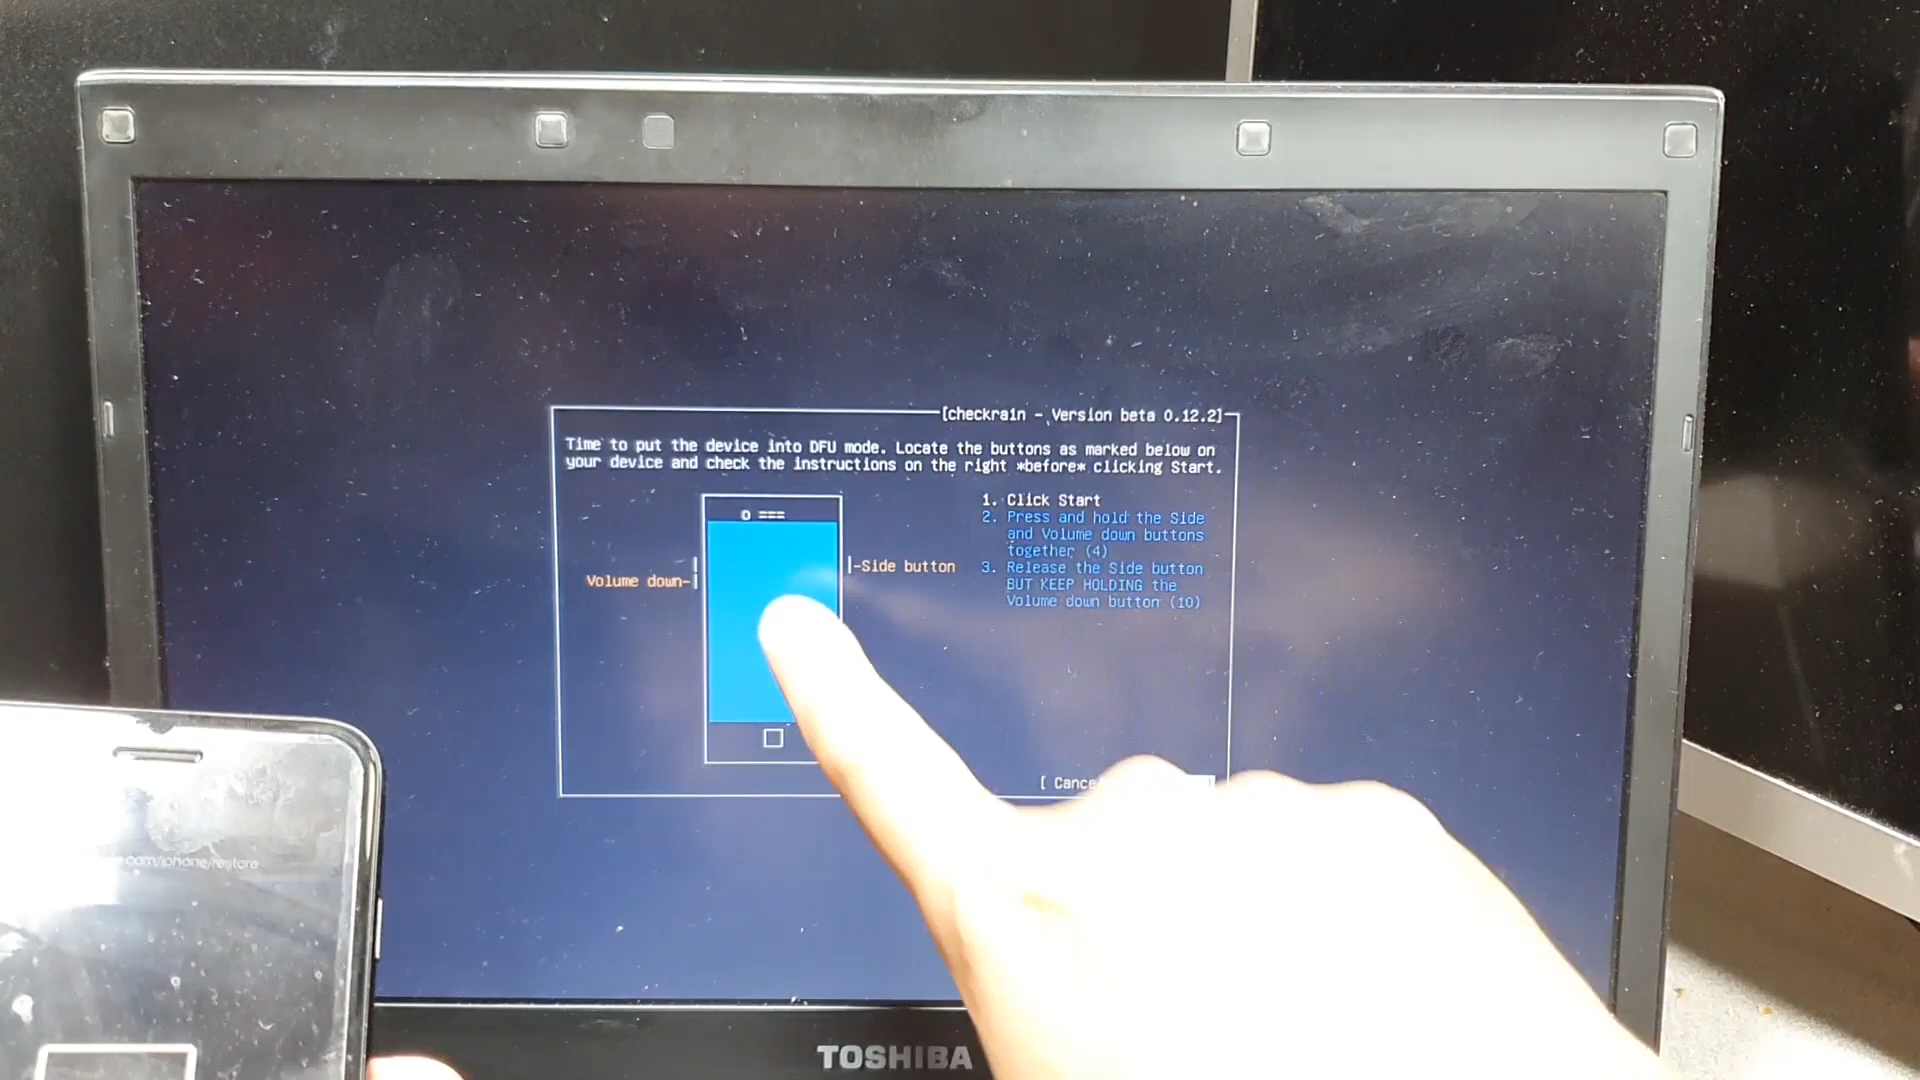 [checkra1n - Version beta 0.12.2]
Time to put the device into DFU mode. Locate the buttons as marked below on
your device and check the instructions on the right *before* clicking Start.
1. Click Start
2. Press and hold the Side
and Volume down buttons
together (4)
3. Release the Side button
BUT KEEP HOLDING the
Volume down button (10)
Side button
Volume down
[ Cance
.com/iphone/restore
TOSHIBA